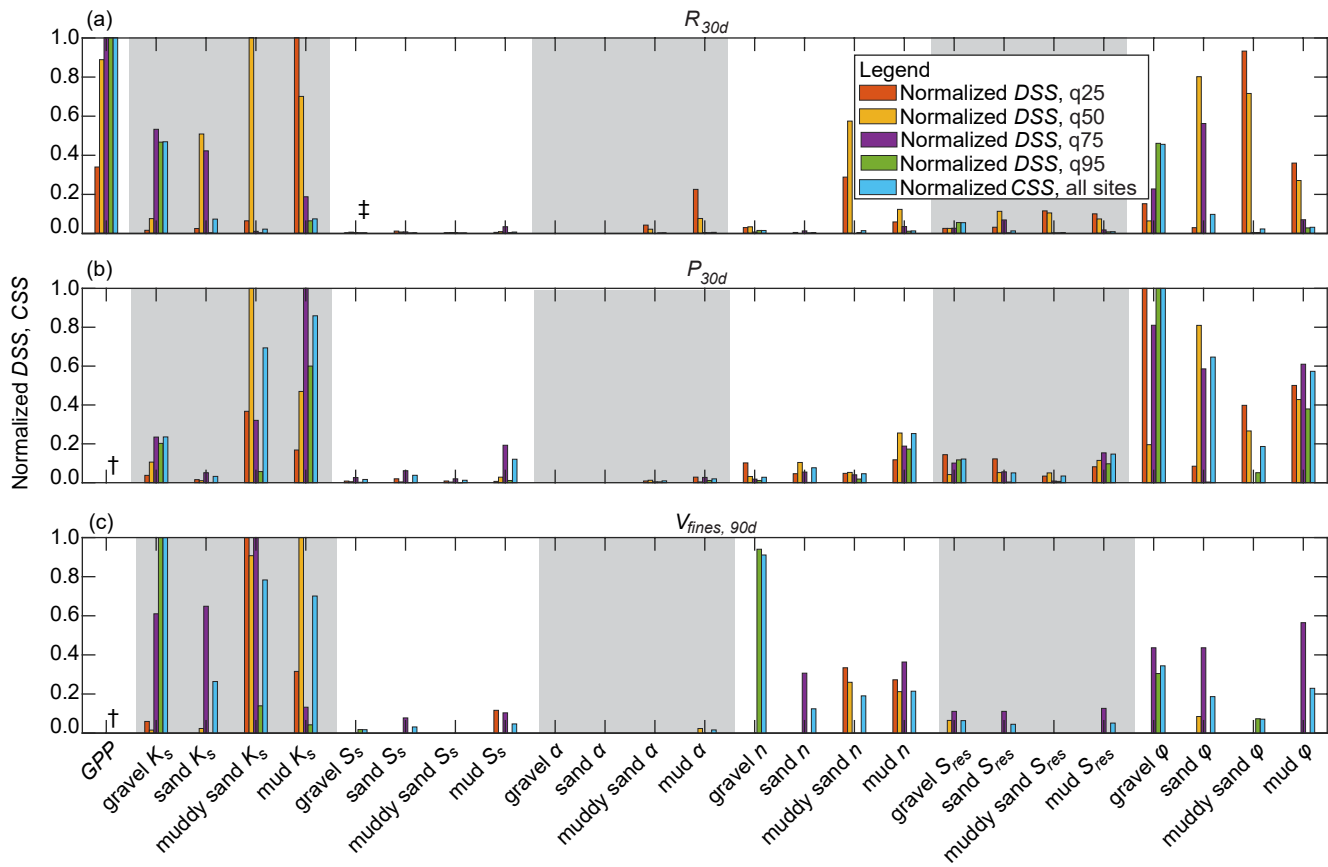 (a)
R30d
1.0
0.8
0.6
0.4
0.2
0.0
‡
Legend
Normalized DSS, q25
Normalized DSS, q50
Normalized DSS, q75
Normalized DSS, q95
Normalized CSS, all sites
(b)
P30d
1.0
0.8
0.6
0.4
0.2
0.0
†
Normalized DSS, CSS
(c)
Vfines, 90d
1.0
0.8
0.6
0.4
0.2
0.0
†
GPP
gravel Ks
sand Ks
muddy sand Ks
mud Ks
gravel Ss
sand Ss
muddy sand Ss
mud Ss
gravel α
sand α
muddy sand α
mud α
gravel n
sand n
muddy sand n
mud n
gravel Sres
sand Sres
muddy sand Sres
mud Sres
gravel φ
sand φ
muddy sand φ
mud φ